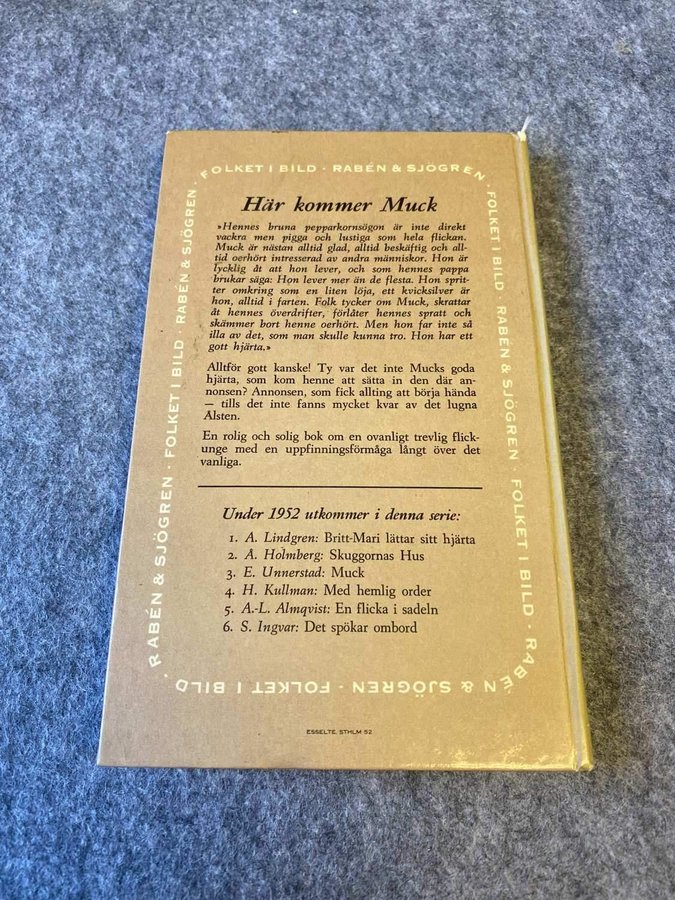 FOLKET I BILD · RABÉN & SJÖGREN · FOLKET I BILD · RABÉN & SJÖGREN · FOLKET I BILD · RABÉN & SJÖGREN · FOLKET I BILD · RABÉN & SJÖGREN · FOLKET I BILD · RABÉN & SJÖGREN ·
Här kommer Muck
»Hennes bruna pepparkornsögon är inte direkt
vackra men pigga och lustiga som hela flickan.
Muck är nästan alltid glad, alltid beskäftig och all-
tid oerhört intresserad av andra människor. Hon är
lycklig åt att hon lever, och som hennes pappa
brukar säga: Hon lever mer än de flesta. Hon sprit-
ter omkring som en liten löja, ett kvicksilver är
hon, alltid i farten. Folk tycker om Muck, skrattar
åt hennes överdrifter, förlåter hennes spratt och
skämmer bort henne oerhört. Men hon far inte så
illa av det, som man skulle kunna tro. Hon har ett
gott hjärta.»
Alltför gott kanske! Ty var det inte Mucks goda
hjärta, som kom henne att sätta in den där an-
nonsen? Annonsen, som fick allting att börja hända
— tills det inte fanns mycket kvar av det lugna
Alsten.
En rolig och solig bok om en ovanligt trevlig flick-
unge med en uppfinningsförmåga långt över det
vanliga.
Under 1952 utkommer i denna serie:
1. A. Lindgren: Britt-Mari lättar sitt hjärta
2. A. Holmberg: Skuggornas Hus
3. E. Unnerstad: Muck
4. H. Kullman: Med hemlig order
5. A.-L. Almqvist: En flicka i sadeln
6. S. Ingvar: Det spökar ombord
ESSELTE, STHLM 52